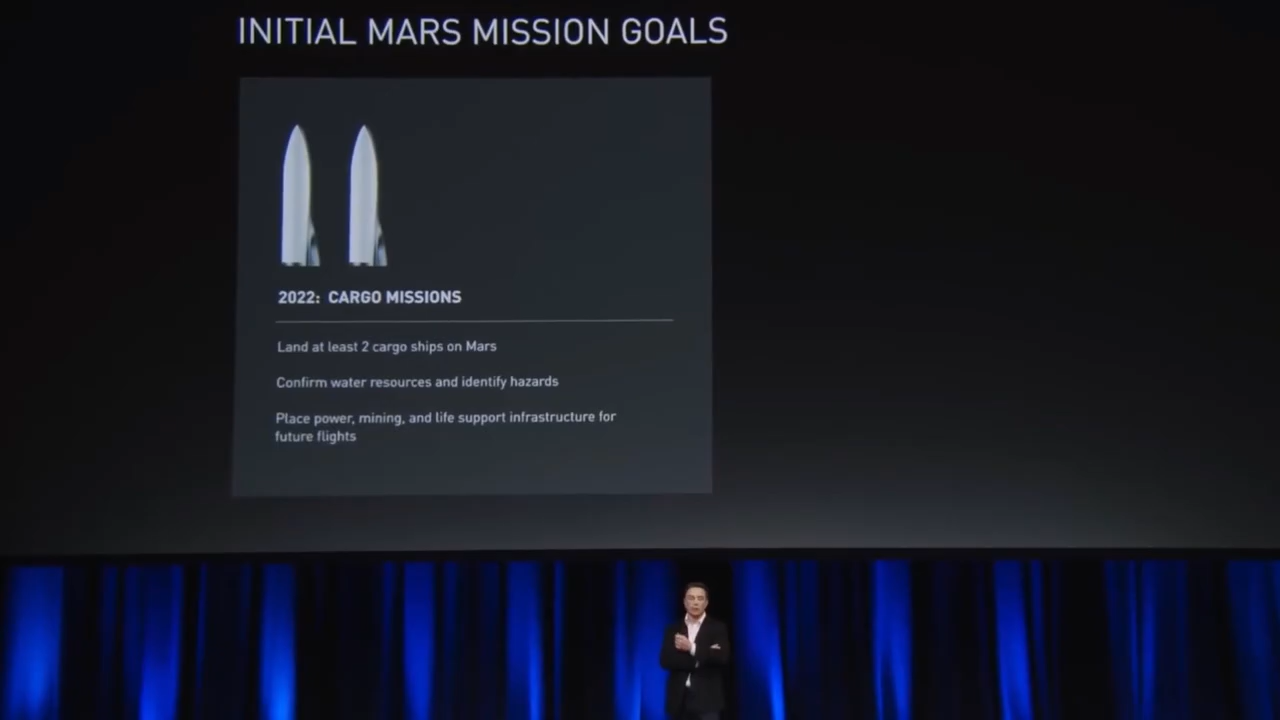 INITIAL MARS MISSION GOALS
2022: CARGO MISSIONS
Land at least 2 cargo ships on Mars
Confirm water resources and identify hazards
Place power, mining, and life support infrastructure for
future flights